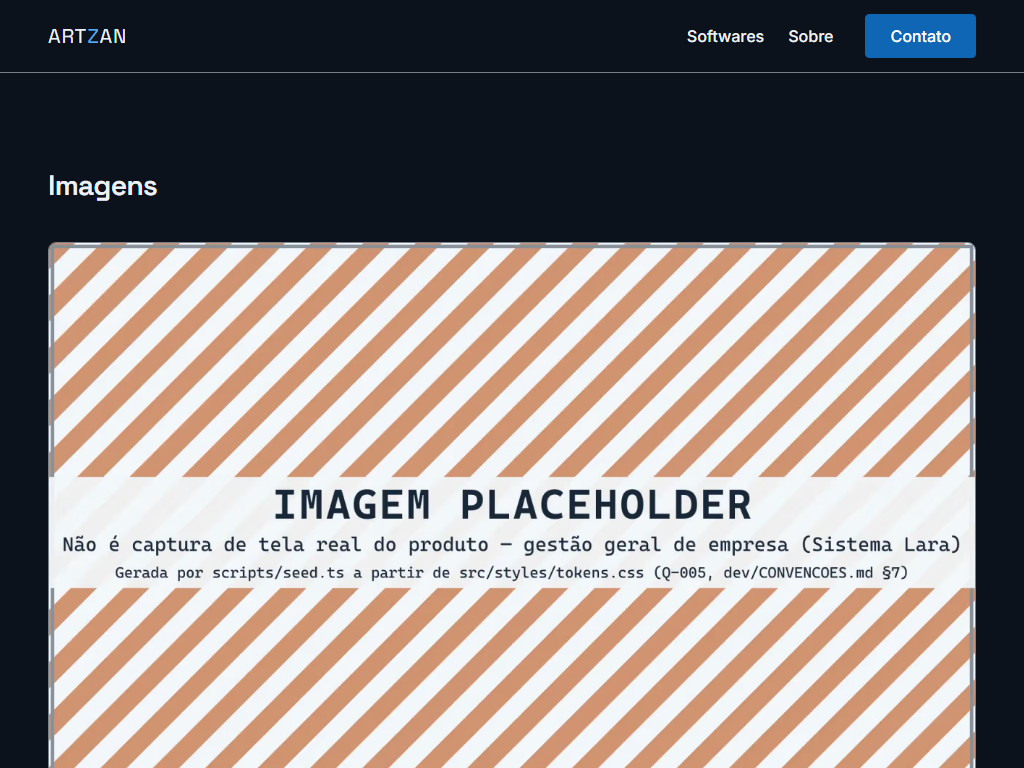 ARTZAN
Softwares
Sobre
Contato
Imagens
IMAGEM PLACEHOLDER
Não é captura de tela real do produto — gestão geral de empresa (Sistema Lara)
Gerada por scripts/seed.ts a partir de src/styles/tokens.css (Q-005, dev/CONVENCOES.md §7)